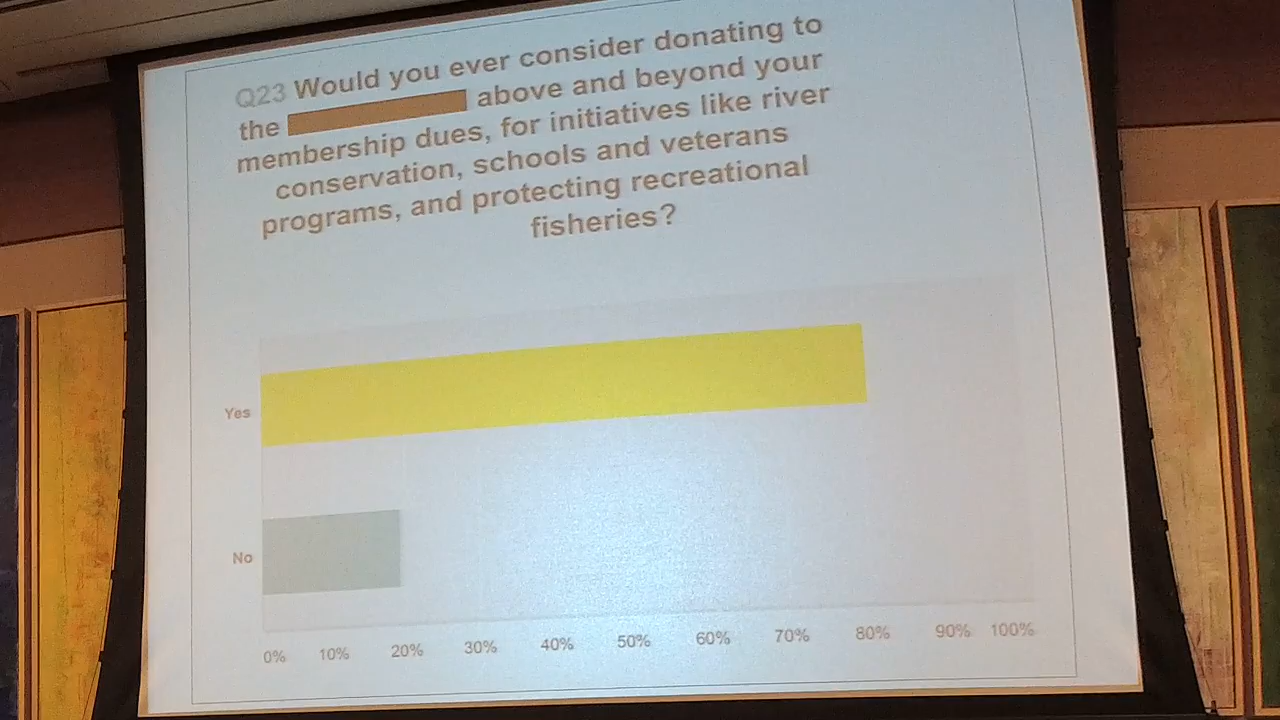 Q23 Would you ever consider donating to
the above and beyond your
membership dues, for initiatives like river
conservation, schools and veterans
programs, and protecting recreational
fisheries?
Yes
No
0% 10% 20% 30% 40% 50% 60% 70% 80% 90% 100%